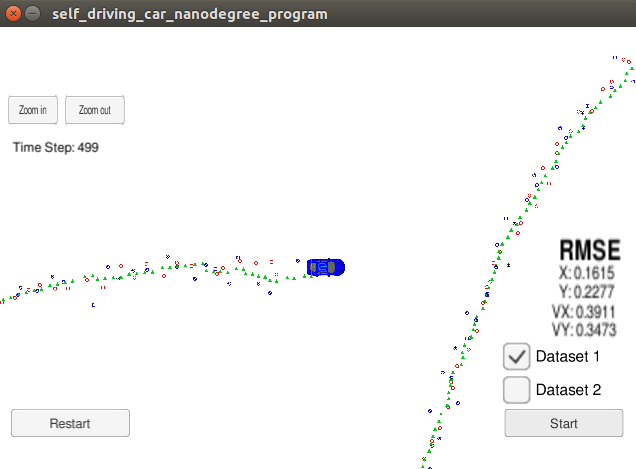 self_driving_car_nanodegree_program
Zoom in
Zoom out
Time Step: 499
RMSE
X: 0.1615
Y: 0.2277
VX: 0.3911
VY: 0.3473
Dataset 1
Dataset 2
Restart
Start